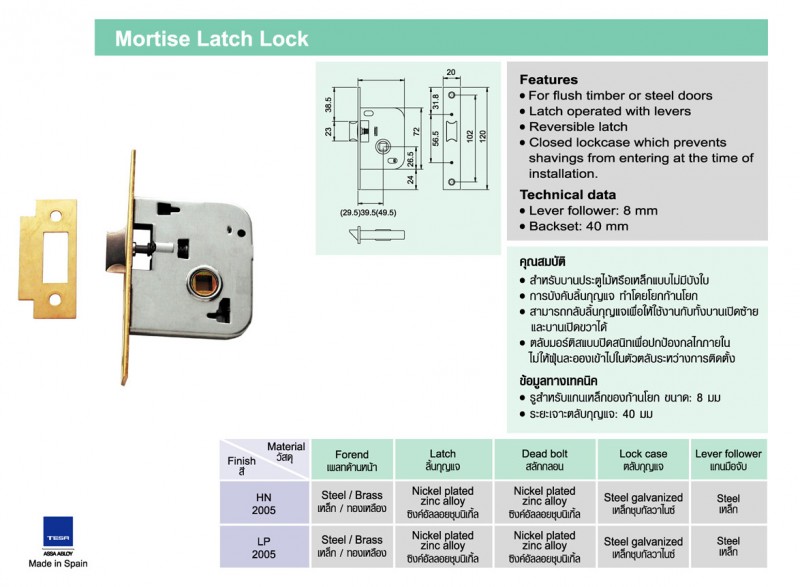 Mortise Latch Lock
20
38.5
31.8
23
72
56.5
102
120
26.5
24
(29.5)39.5(49.5)
Features
• For flush timber or steel doors
• Latch operated with levers
• Reversible latch
• Closed lockcase which prevents
shavings from entering at the time of
installation.
Technical data
• Lever follower: 8 mm
• Backset: 40 mm
คุณสมบัติ
• สำหรับบานประตูไม้หรือเหล็กแบบไม่มีบังใบ
• การบังคับลิ้นกุญแจ ทำโดยโยกก้านโยก
• สามารถกลับลิ้นกุญแจเพื่อให้ใช้งานกับทั้งบานเปิดซ้าย
และบานเปิดขวาได้
• ตลับมอร์ติสแบบปิดสนิทเพื่อปกป้องกลไกภายใน
ไม่ให้ฝุ่นละอองเข้าไปในตัวตลับระหว่างการติดตั้ง
ข้อมูลทางเทคนิค
• รูสำหรับแกนเหล็กของก้านโยก ขนาด: 8 มม
• ระยะเจาะตลับกุญแจ: 40 มม
Material
วัสดุ
Finish
สี
Forend
เพลทด้านหน้า
Latch
ลิ้นกุญแจ
Dead bolt
สลักกลอน
Lock case
ตลับกุญแจ
Lever follower
แกนมือจับ
HN
2005
Steel / Brass
เหล็ก / ทองเหลือง
Nickel plated
zinc alloy
ซิงค์อัลลอยชุบนิเกิ้ล
Nickel plated
zinc alloy
ซิงค์อัลลอยชุบนิเกิ้ล
Steel galvanized
เหล็กชุบกัลวาไนซ์
Steel
เหล็ก
LP
2005
Steel / Brass
เหล็ก / ทองเหลือง
Nickel plated
zinc alloy
ซิงค์อัลลอยชุบนิเกิ้ล
Nickel plated
zinc alloy
ซิงค์อัลลอยชุบนิเกิ้ล
Steel galvanized
เหล็กชุบกัลวาไนซ์
Steel
เหล็ก
TESA
ASSA ABLOY
Made in Spain